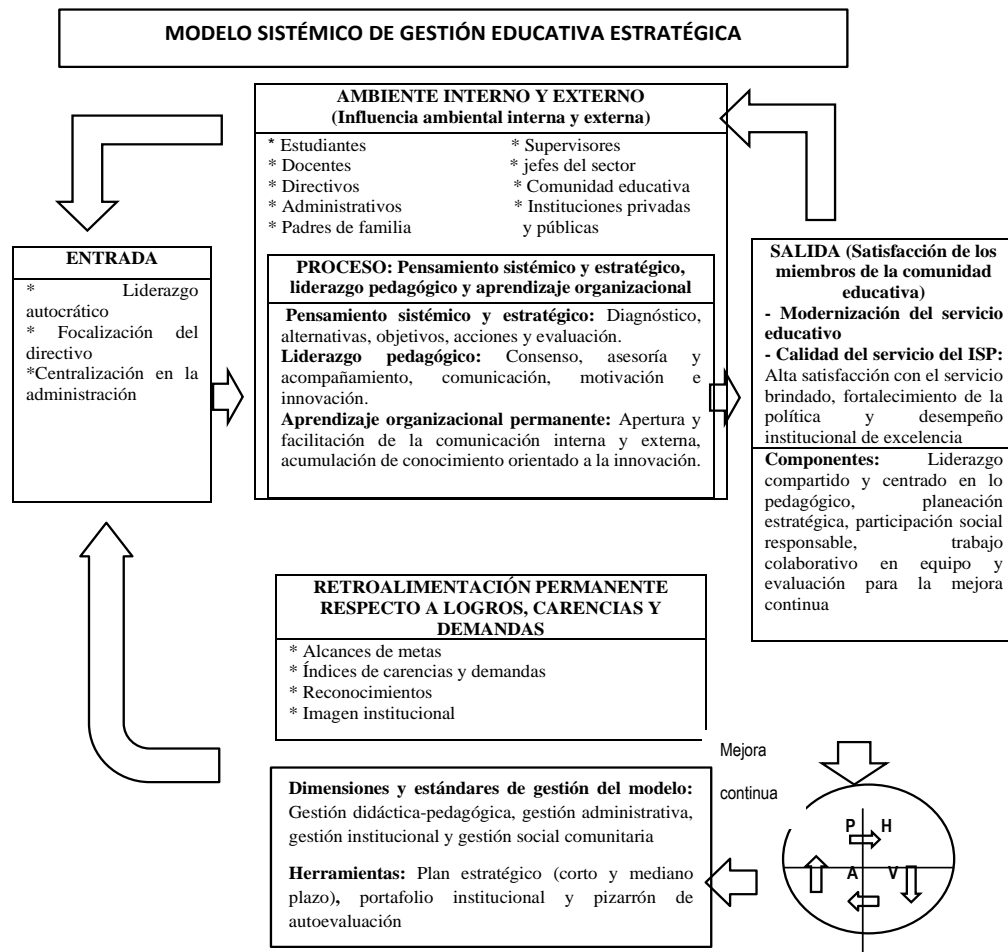 MODELO SISTÉMICO DE GESTIÓN EDUCATIVA ESTRATÉGICA
AMBIENTE INTERNO Y EXTERNO
(Influencia ambiental interna y externa)
* Estudiantes
* Docentes
* Directivos
* Administrativos
* Padres de familia
* Supervisores
* jefes del sector
* Comunidad educativa
* Instituciones privadas
y públicas
ENTRADA
* Liderazgo
autocrático
* Focalización del
directivo
*Centralización en la
administración
PROCESO: Pensamiento sistémico y estratégico,
liderazgo pedagógico y aprendizaje organizacional
Pensamiento sistémico y estratégico: Diagnóstico,
alternativas, objetivos, acciones y evaluación.
Liderazgo pedagógico: Consenso, asesoría y
acompañamiento, comunicación, motivación e
innovación.
Aprendizaje organizacional permanente: Apertura y
facilitación de la comunicación interna y externa,
acumulación de conocimiento orientado a la innovación.
SALIDA (Satisfacción de los
miembros de la comunidad
educativa)
- Modernización del servicio
educativo
- Calidad del servicio del ISP:
Alta satisfacción con el servicio
brindado, fortalecimiento de la
política y desempeño
institucional de excelencia
Componentes: Liderazgo
compartido y centrado en lo
pedagógico, planeación
estratégica, participación social
responsable, trabajo
colaborativo en equipo y
evaluación para la mejora
continua
RETROALIMENTACIÓN PERMANENTE
RESPECTO A LOGROS, CARENCIAS Y
DEMANDAS
* Alcances de metas
* Índices de carencias y demandas
* Reconocimientos
* Imagen institucional
Mejora
continua
P H
A V
Dimensiones y estándares de gestión del modelo:
Gestión didáctica-pedagógica, gestión administrativa,
gestión institucional y gestión social comunitaria
Herramientas: Plan estratégico (corto y mediano
plazo), portafolio institucional y pizarrón de
autoevaluación